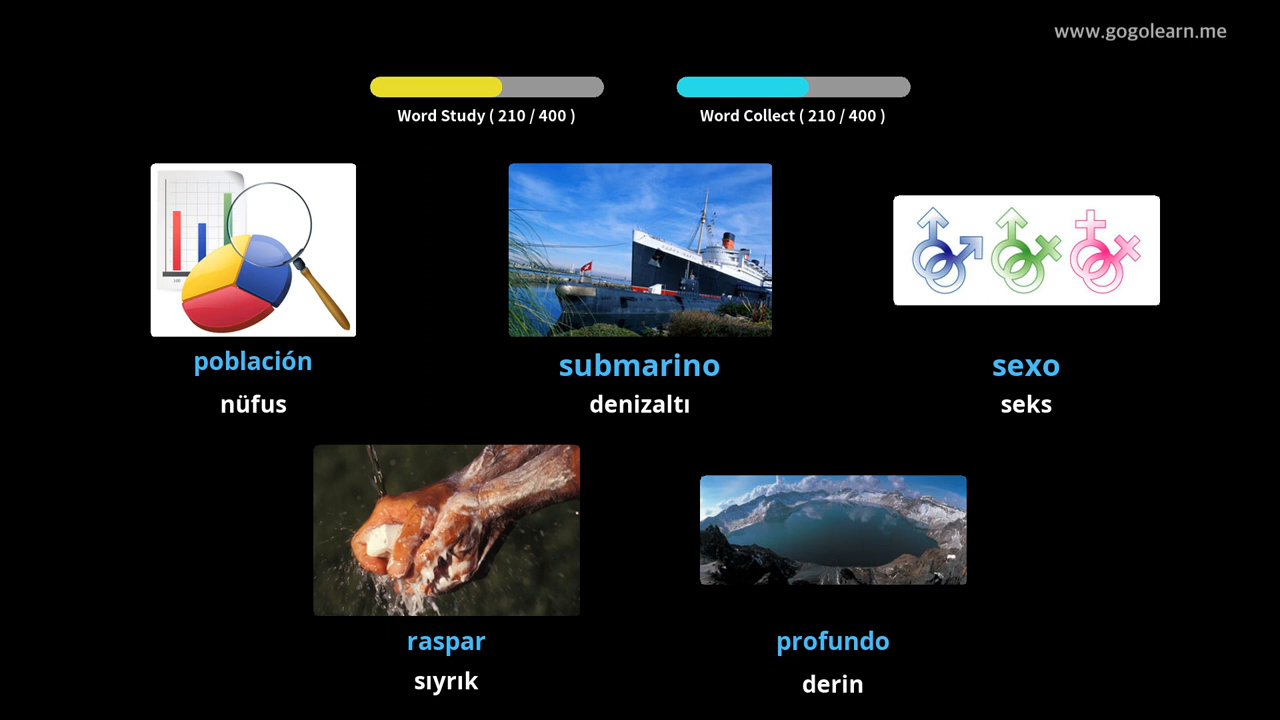 www.gogolearn.me
Word Study ( 210 / 400 )
Word Collect ( 210 / 400 )
población
submarino
sexo
nüfus
denizaltı
seks
raspar
profundo
sıyrık
derin